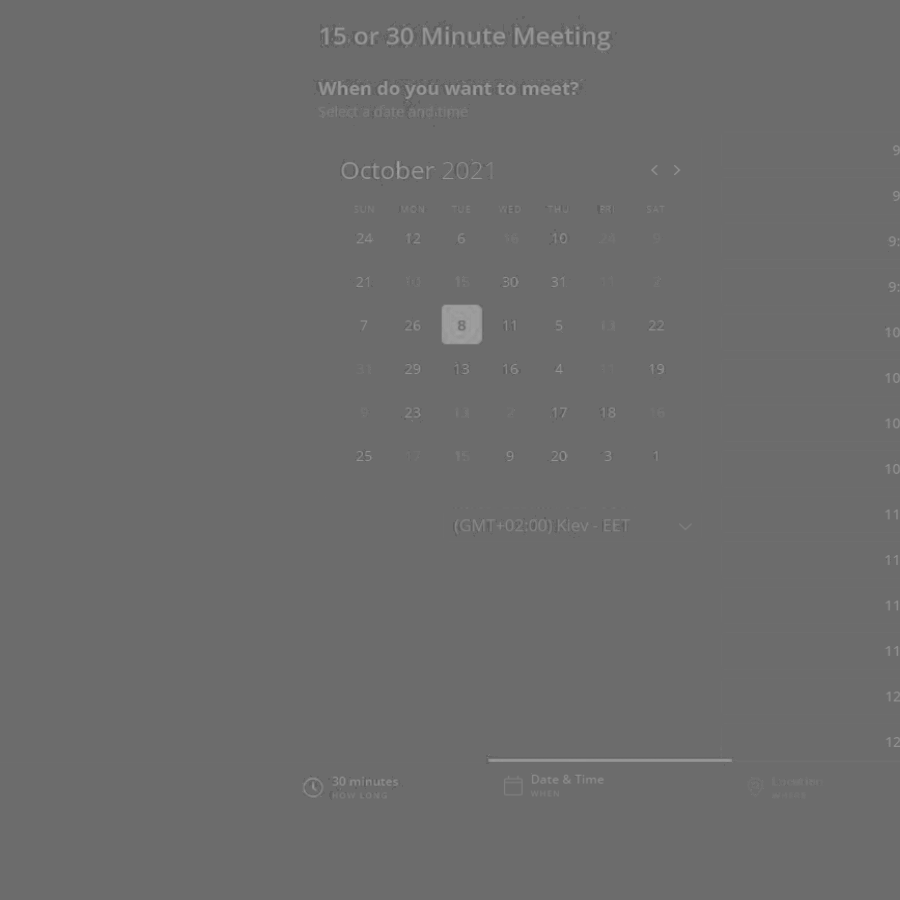 15 or 30 Minute Meeting
When do you want to meet?
Select a date and time
October 2021
SUN MON TUE WED THU FRI SAT
24 12 6 16 10 9
21 10 15 30 31 11
7 26 8 11 5 13 22
31 29 13 16 4 19
9 23 13 2 17 18 16
25 17 15 9 20 3 1
(GMT+02:00) Kiev - EET
9
9
9:
9:
10
10
10
10
11
11
11
11
12
12
30 minutes
HOW LONG
Date & Time
WHEN
Location
WHERE